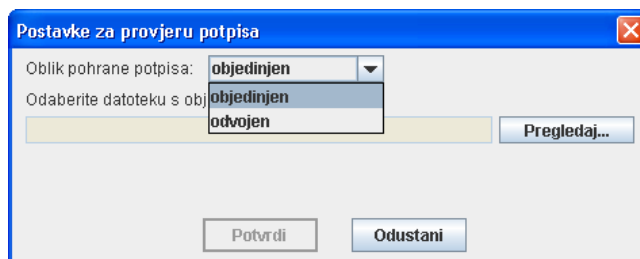 Postavke za provjeru potpisa
Oblik pohrane potpisa: objedinjen
Odaberite datoteku s obj
objedinjen
odvojen
Pregledaj...
Potvrdi Odustani